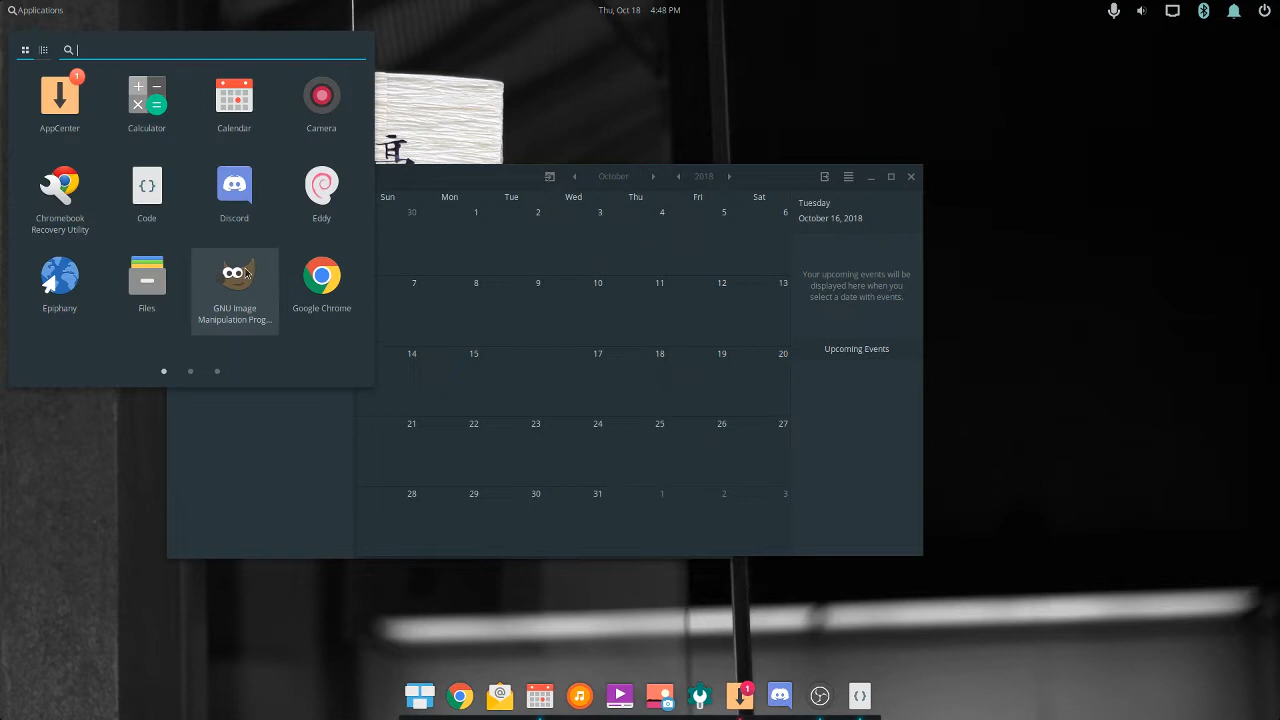 Applications
Thu, Oct 18 4:48 PM
1
AppCenter
Calculator
Calendar
Camera
Chromebook
Recovery Utility
Code
Discord
Eddy
Epiphany
Files
GNU Image
Manipulation Prog...
Google Chrome
October 2018
Sun Mon Tue Wed Thu Fri Sat
30 1 2 3 4 5 6
7 8 9 10 11 12 13
14 15 17 18 19 20
21 22 23 24 25 26 27
28 29 30 31 1 2 3
Tuesday
October 16, 2018
Your upcoming events will be
displayed here when you
select a date with events.
Upcoming Events
1